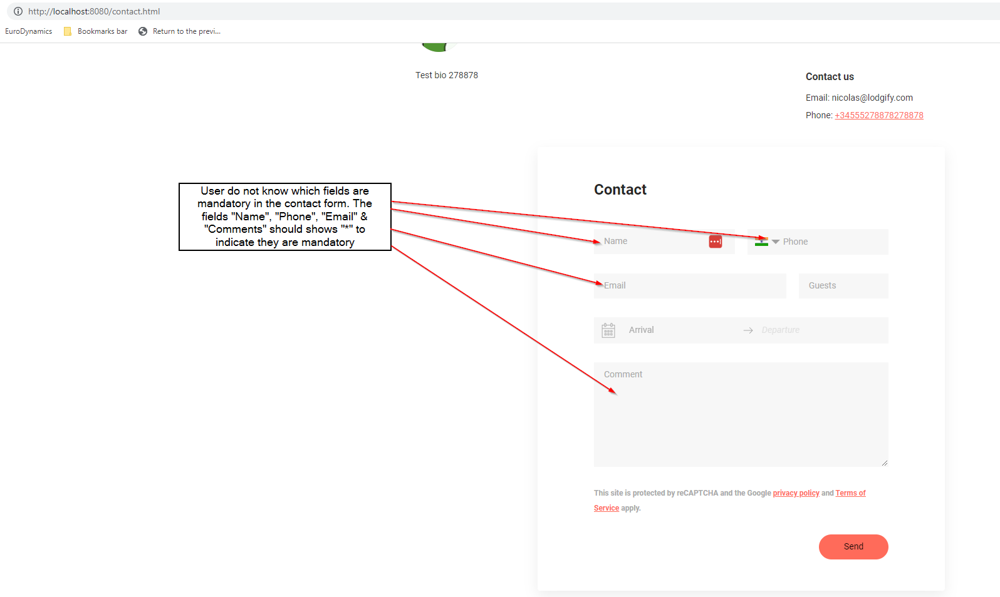 http://localhost:8080/contact.html
EuroDynamics Bookmarks bar Return to the previ...
Test bio 278878
Contact us
Email: nicolas@lodgify.com
Phone: +34555278878278878
User do not know which fields are
mandatory in the contact form. The
fields "Name", "Phone", "Email" &
"Comments" should shows "*" to
indicate they are mandatory
Contact
Name Phone
Email Guests
Arrival Departure
Comment
This site is protected by reCAPTCHA and the Google privacy policy and Terms of
Service apply.
Send